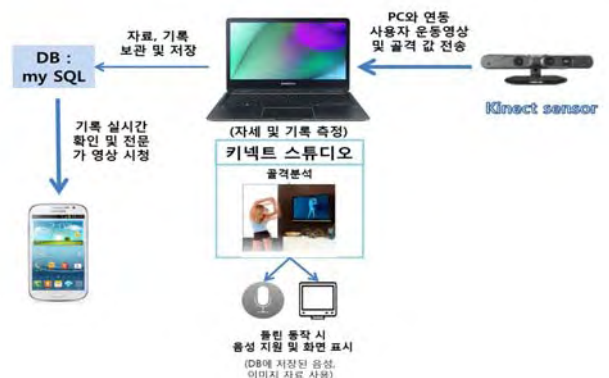 자료, 기록
보관 및 저장
PC와 연동
사용자 운동영상
및 골격 값 전송
DB :
my SQL
Kinect sensor
기록 실시간
확인 및 전문
가 영상 시청
(자세 및 기록 측정)
키넥트 스튜디오
골격분석
틀린 동작 시
음성 지원 및 화면 표시
(DB에 저장된 음성,
이미지 자료 사용)